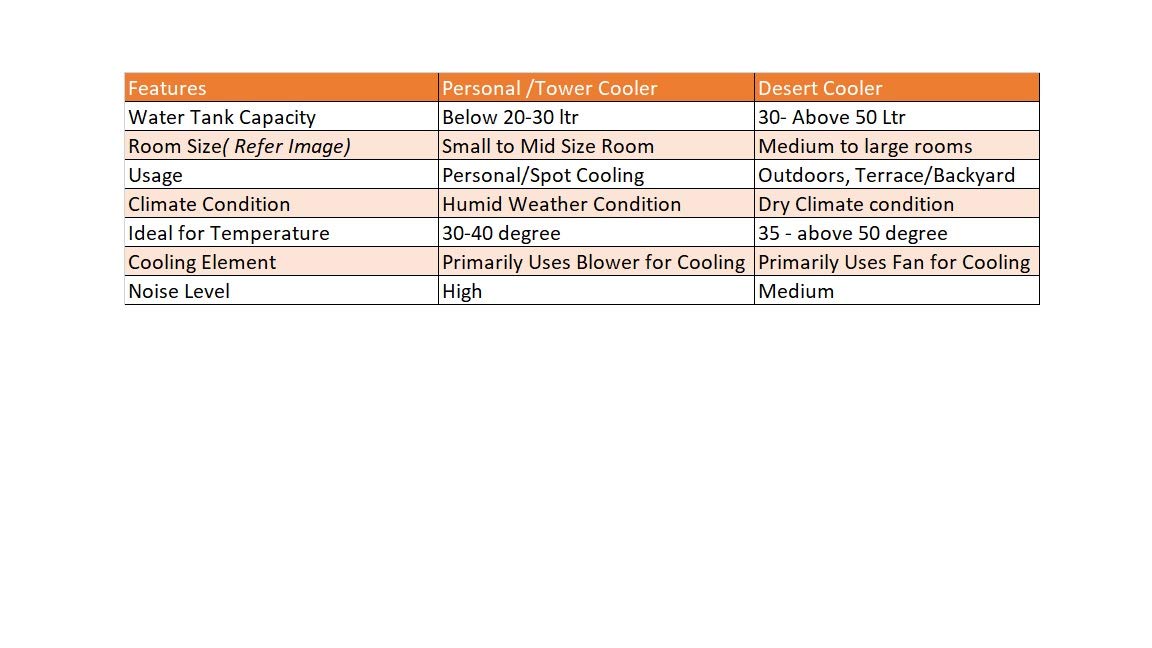 Features Personal /Tower Cooler Desert Cooler
Water Tank Capacity Below 20-30 ltr 30- Above 50 Ltr
Room Size( Refer Image) Small to Mid Size Room Medium to large rooms
Usage Personal/Spot Cooling Outdoors, Terrace/Backyard
Climate Condition Humid Weather Condition Dry Climate condition
Ideal for Temperature 30-40 degree 35 - above 50 degree
Cooling Element Primarily Uses Blower for Cooling Primarily Uses Fan for Cooling
Noise Level High Medium